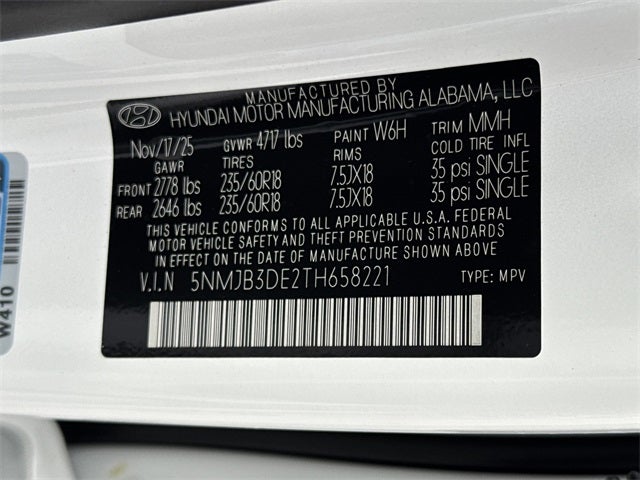 MANUFACTURED BY
HYUNDAI MOTOR MANUFACTURING ALABAMA, LLC
Nov/17/25 GVWR 4717 lbs PAINT W6H TRIM MMH
GAWR TIRES RIMS COLD TIRE INFL
FRONT 2778 lbs 235/60R18 7.5JX18 35 psi SINGLE
REAR 2646 lbs 235/60R18 7.5JX18 35 psi SINGLE
THIS VEHICLE CONFORMS TO ALL APPLICABLE U.S.A. FEDERAL
MOTOR VEHICLE SAFETY AND THEFT PREVENTION STANDARDS
IN EFFECT ON THE DATE OF MANUFACTURE SHOWN ABOVE.
V.I.N 5NMJB3DE2TH658221 TYPE: MPV
W410